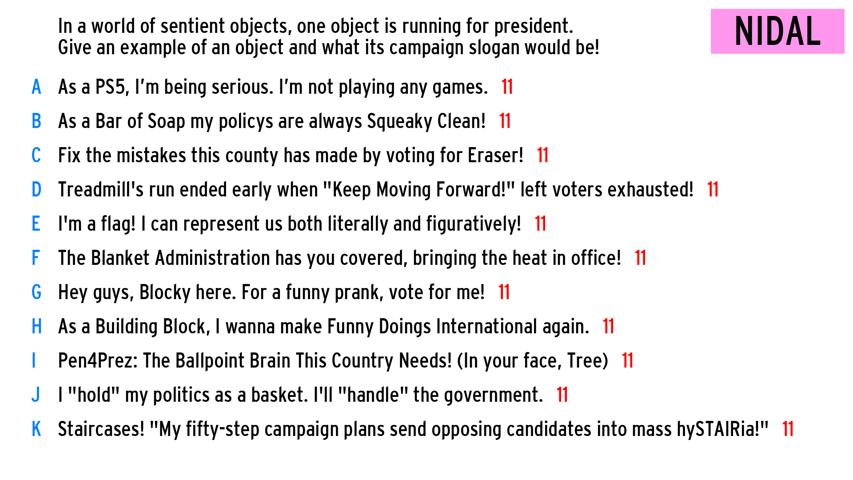 In a world of sentient objects, one object is running for president.
Give an example of an object and what its campaign slogan would be!
NIDAL
A As a PS5, I'm being serious. I'm not playing any games. 11
B As a Bar of Soap my policys are always Squeaky Clean! 11
C Fix the mistakes this county has made by voting for Eraser! 11
D Treadmill's run ended early when "Keep Moving Forward!" left voters exhausted! 11
E I'm a flag! I can represent us both literally and figuratively! 11
F The Blanket Administration has you covered, bringing the heat in office! 11
G Hey guys, Blocky here. For a funny prank, vote for me! 11
H As a Building Block, I wanna make Funny Doings International again. 11
I Pen4Prez: The Ballpoint Brain This Country Needs! (In your face, Tree) 11
J I "hold" my politics as a basket. I'll "handle" the government. 11
K Staircases! "My fifty-step campaign plans send opposing candidates into mass hySTAIRia!" 11